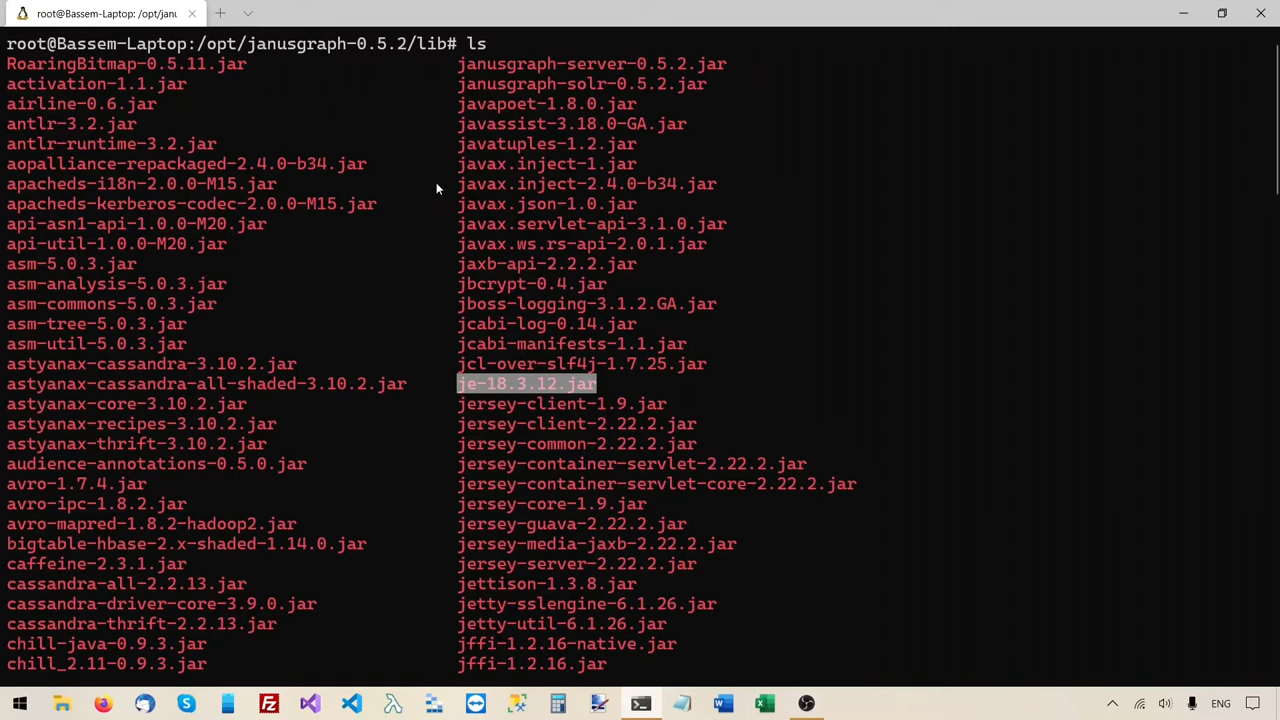 root@Bassem-Laptop: /opt/janu
root@Bassem-Laptop:/opt/janusgraph-0.5.2/lib# ls
RoaringBitmap-0.5.11.jar janusgraph-server-0.5.2.jar
activation-1.1.jar janusgraph-solr-0.5.2.jar
airline-0.6.jar javapoet-1.8.0.jar
antlr-3.2.jar javassist-3.18.0-GA.jar
antlr-runtime-3.2.jar javatuples-1.2.jar
aopalliance-repackaged-2.4.0-b34.jar javax.inject-1.jar
apacheds-i18n-2.0.0-M15.jar javax.inject-2.4.0-b34.jar
apacheds-kerberos-codec-2.0.0-M15.jar javax.json-1.0.jar
api-asn1-api-1.0.0-M20.jar javax.servlet-api-3.1.0.jar
api-util-1.0.0-M20.jar javax.ws.rs-api-2.0.1.jar
asm-5.0.3.jar jaxb-api-2.2.2.jar
asm-analysis-5.0.3.jar jbcrypt-0.4.jar
asm-commons-5.0.3.jar jboss-logging-3.1.2.GA.jar
asm-tree-5.0.3.jar jcabi-log-0.14.jar
asm-util-5.0.3.jar jcabi-manifests-1.1.jar
astyanax-cassandra-3.10.2.jar jcl-over-slf4j-1.7.25.jar
astyanax-cassandra-all-shaded-3.10.2.jar je-18.3.12.jar
astyanax-core-3.10.2.jar jersey-client-1.9.jar
astyanax-recipes-3.10.2.jar jersey-client-2.22.2.jar
astyanax-thrift-3.10.2.jar jersey-common-2.22.2.jar
audience-annotations-0.5.0.jar jersey-container-servlet-2.22.2.jar
avro-1.7.4.jar jersey-container-servlet-core-2.22.2.jar
avro-ipc-1.8.2.jar jersey-core-1.9.jar
avro-mapred-1.8.2-hadoop2.jar jersey-guava-2.22.2.jar
bigtable-hbase-2.x-shaded-1.14.0.jar jersey-media-jaxb-2.22.2.jar
caffeine-2.3.1.jar jersey-server-2.22.2.jar
cassandra-all-2.2.13.jar jettison-1.3.8.jar
cassandra-driver-core-3.9.0.jar jetty-sslengine-6.1.26.jar
cassandra-thrift-2.2.13.jar jetty-util-6.1.26.jar
chill-java-0.9.3.jar jffi-1.2.16-native.jar
chill_2.11-0.9.3.jar jffi-1.2.16.jar
ENG